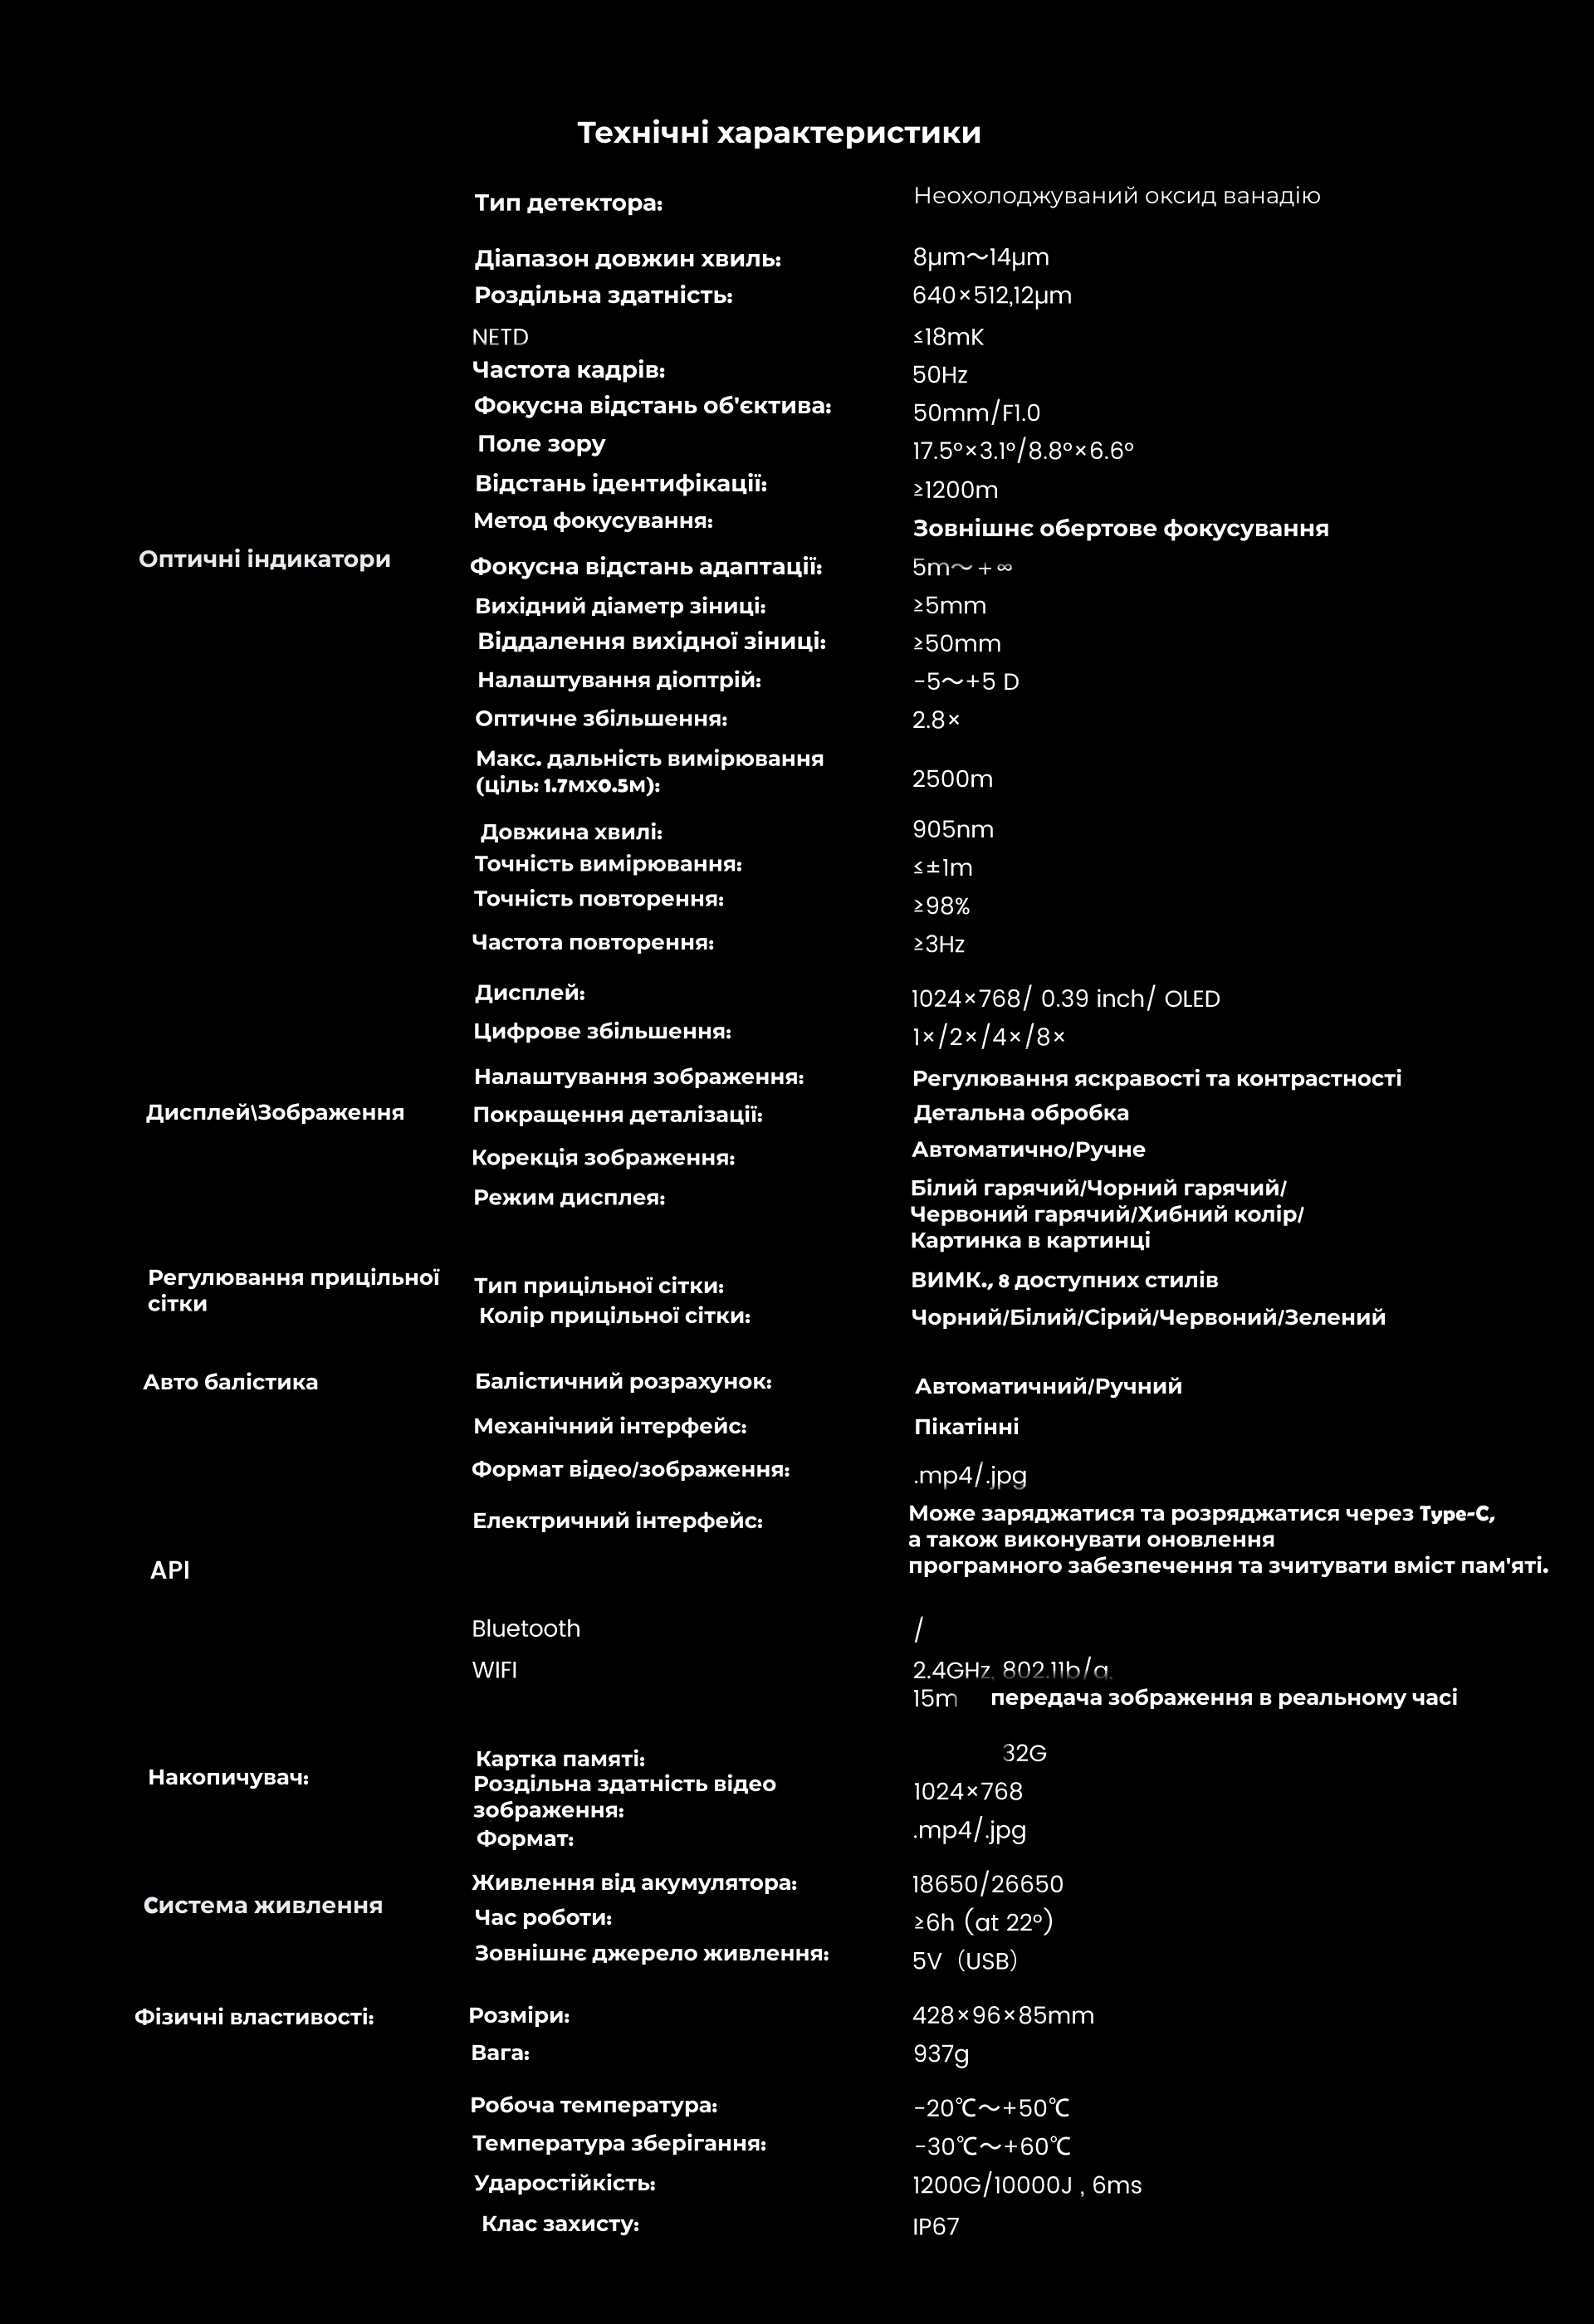 Технічні характеристики
Тип детектора: Неохолоджуваний оксид ванадію
Діапазон довжин хвиль: 8μm～14μm
Роздільна здатність: 640×512,12μm
NETD ≤18mK
Частота кадрів: 50Hz
Фокусна відстань об'єктива: 50mm/F1.0
Поле зору 17.5°×3.1°/8.8°×6.6°
Відстань ідентифікації: ≥1200m
Метод фокусування: Зовнішнє обертове фокусування
Оптичні індикатори
Фокусна відстань адаптації: 5m～+∞
Вихідний діаметр зіниці: ≥5mm
Віддалення вихідної зіниці: ≥50mm
Налаштування діоптрій: -5～+5 D
Оптичне збільшення: 2.8×
Макс. дальність вимірювання
(ціль: 1.7мх0.5м): 2500m
Довжина хвилі: 905nm
Точність вимірювання: ≤±1m
Точність повторення: ≥98%
Частота повторення: ≥3Hz
Дисплей: 1024×768/ 0.39 inch/ OLED
Цифрове збільшення: 1×/2×/4×/8×
Налаштування зображення: Регулювання яскравості та контрастності
Дисплей\Зображення Покращення деталізації: Детальна обробка
Корекція зображення: Автоматично/Ручне
Режим дисплея: Білий гарячий/Чорний гарячий/
Червоний гарячий/Хибний колір/
Картинка в картинці
Регулювання прицільної
сітки
Тип прицільної сітки: ВИМК., 8 доступних стилів
Колір прицільної сітки: Чорний/Білий/Сірий/Червоний/Зелений
Авто балістика Балістичний розрахунок: Автоматичний/Ручний
Механічний інтерфейс: Пікатінні
Формат відео/зображення: .mp4/.jpg
Електричний інтерфейс: Може заряджатися та розряджатися через Type-C,
а також виконувати оновлення
програмного забезпечення та зчитувати вміст пам'яті.
API
Bluetooth /
WIFI 2.4GHz, 802.11b/g,
15m передача зображення в реальному часі
Картка памяті: 32G
Накопичувач:
Роздільна здатність відео
зображення: 1024×768
Формат: .mp4/.jpg
Живлення від акумулятора: 18650/26650
Система живлення
Час роботи: ≥6h (at 22°)
Зовнішнє джерело живлення: 5V（USB）
Фізичні властивості: Розміри: 428×96×85mm
Вага: 937g
Робоча температура: -20℃～+50℃
Температура зберігання: -30℃～+60℃
Ударостійкість: 1200G/10000J , 6ms
Клас захисту: IP67